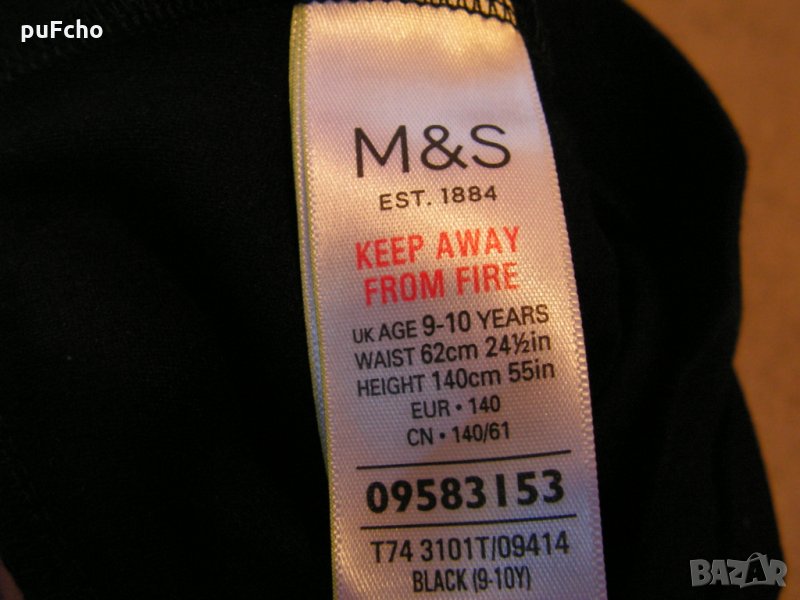 puFcho
M&S
EST. 1884
KEEP AWAY
FROM FIRE
UK AGE 9-10 YEARS
WAIST 62cm 24½in
HEIGHT 140cm 55in
EUR • 140
CN • 140/61
09583153
T74 3101T/09414
BLACK (9-10Y)
BAZAR